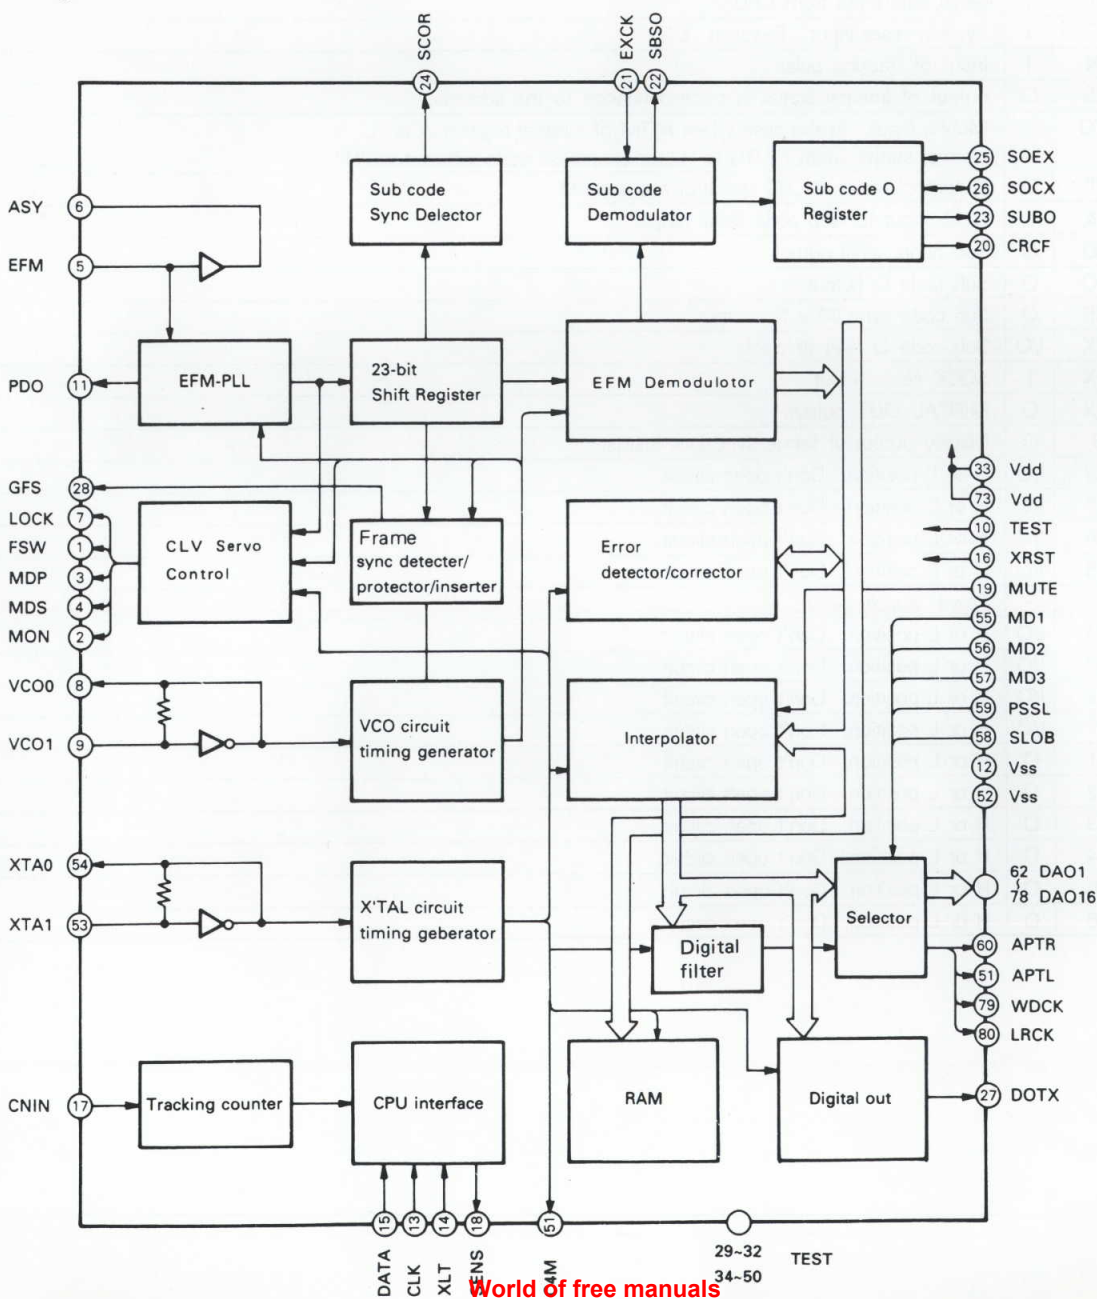 SCOR
EXCK
SBSO
24
21
22
ASY
6
EFM
5
Sub code
Sync Delector
Sub code
Demodulator
Sub code O
Register
25
SOEX
26
SOCX
23
SUBO
20
CRCF
PDO
11
EFM-PLL
23-bit
Shift Register
EFM Demodulotor
GFS
28
LOCK
7
FSW
1
MDP
3
MDS
4
MON
2
CLV Servo
Control
Frame
sync detecter/
protector/inserter
Error
detector/corrector
33
Vdd
73
Vdd
10
TEST
16
XRST
19
MUTE
55
MD1
56
MD2
57
MD3
59
PSSL
58
SLOB
12
Vss
52
Vss
VCO0
8
VCO1
9
VCO circuit
timing generator
Interpolator
XTA0
54
XTA1
53
X'TAL circuit
timing geberator
Digital
filter
Selector
62 DAO1
~
78 DAO16
60
APTR
51
APTL
79
WDCK
80
LRCK
CNIN
17
Tracking counter
CPU interface
RAM
Digital out
27
DOTX
15
13
14
18
51
DATA
CLK
XLT
29~32
34~50
TEST
World of free manuals